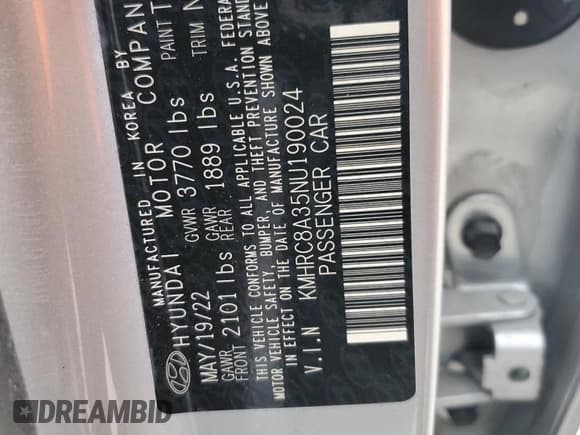 MANUFACTURED IN KOREA BY
HYUNDAI MOTOR COMPAN
MAY/19/22 GVWR 3770 lbs PAINT T
GAWR FRONT 2101 lbs GAWR REAR 1889 lbs TRIM N
THIS VEHICLE CONFORMS TO ALL APPLICABLE U.S.A. FEDERA
MOTOR VEHICLE SAFETY, BUMPER, AND THEFT PREVENTION STAND
IN EFFECT ON THE DATE OF MANUFACTURE SHOWN ABOVE
V.I.N KMHRC8A35NU190024
PASSENGER CAR
DREAMBID